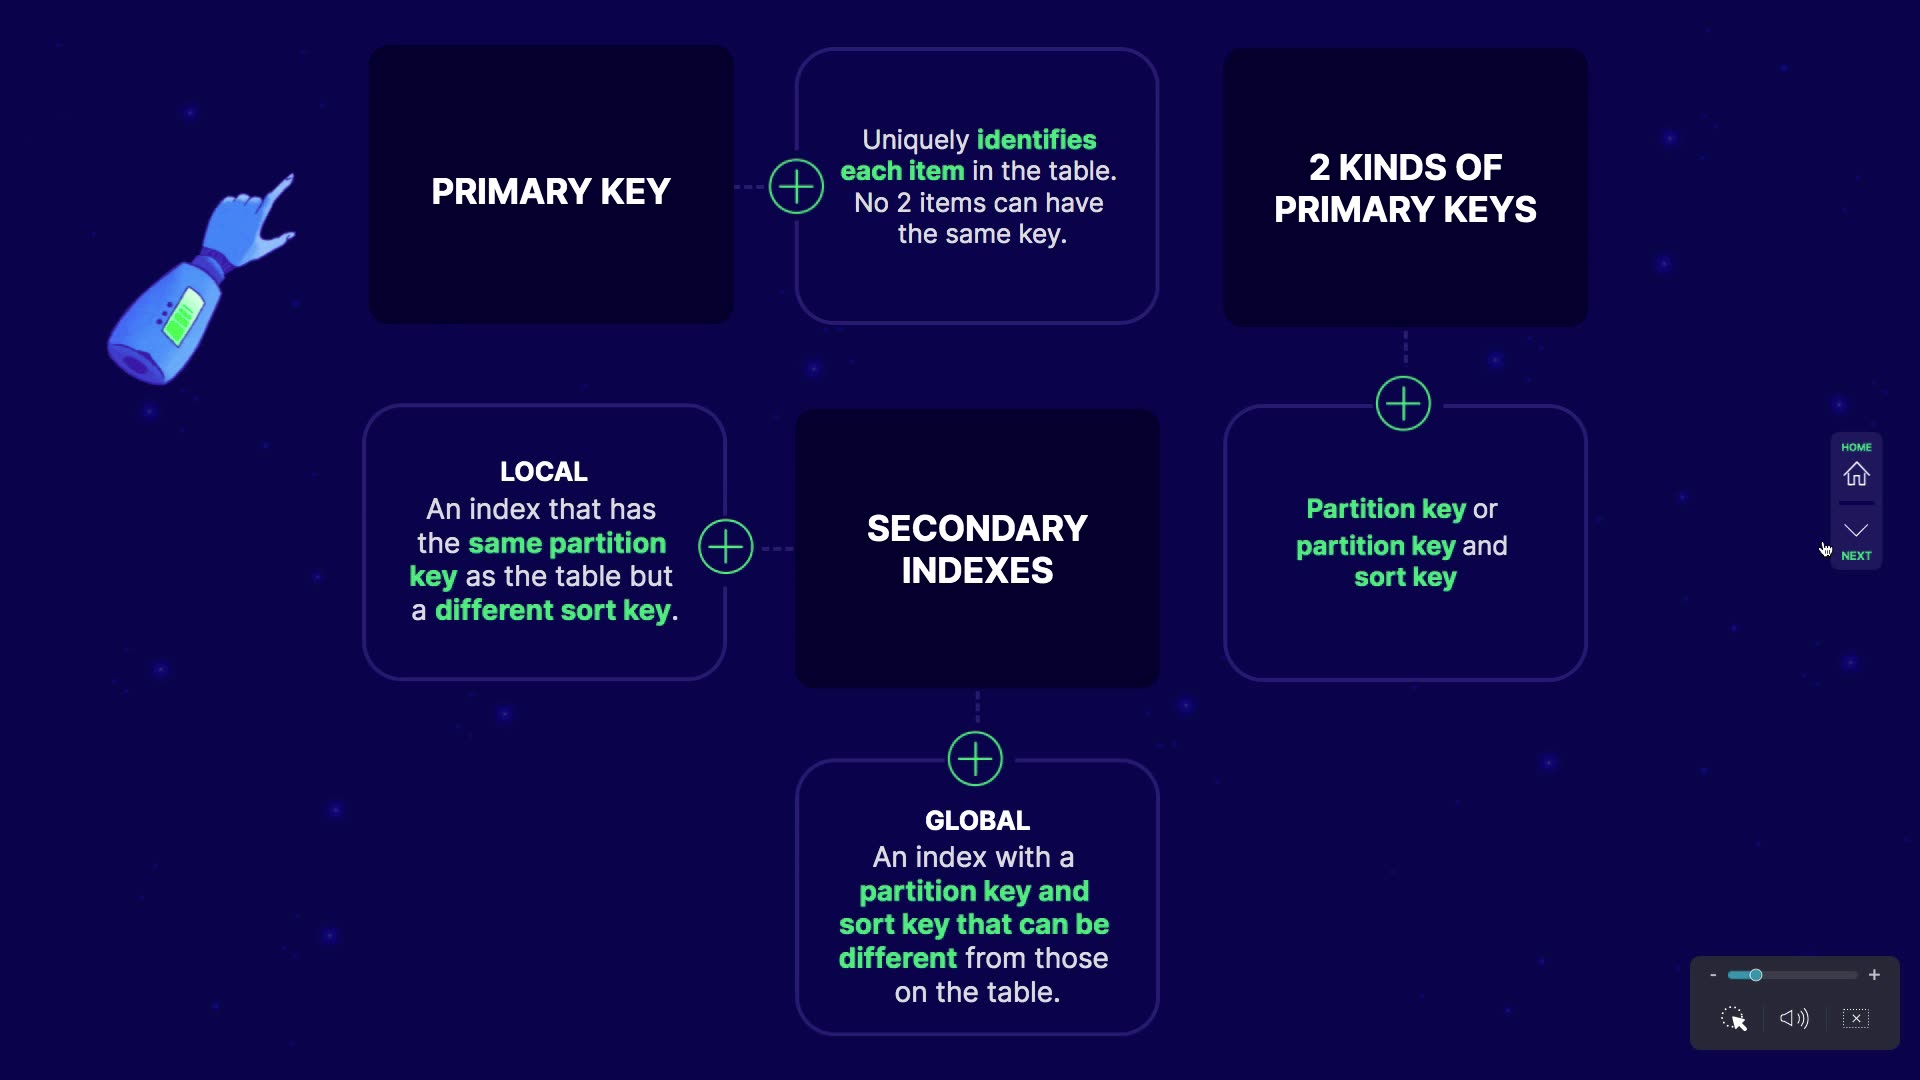 PRIMARY KEY
Uniquely identifies
each item in the table.
No 2 items can have
the same key.
2 KINDS OF
PRIMARY KEYS
LOCAL
An index that has
the same partition
key as the table but
a different sort key.
SECONDARY
INDEXES
Partition key or
partition key and
sort key
HOME
NEXT
GLOBAL
An index with a
partition key and
sort key that can be
different from those
on the table.
- +